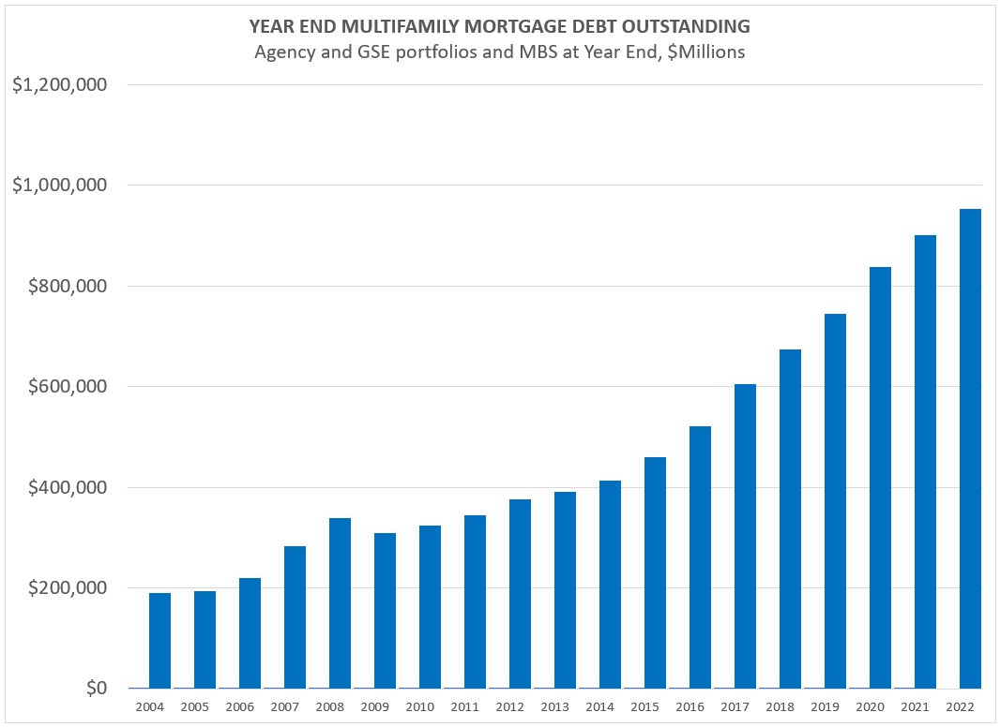 YEAR END MULTIFAMILY MORTGAGE DEBT OUTSTANDING
Agency and GSE portfolios and MBS at Year End, $Millions
$1,200,000
$1,000,000
$800,000
$600,000
$400,000
$200,000
$0
2004 2005 2006 2007 2008 2009 2010 2011 2012 2013 2014 2015 2016 2017 2018 2019 2020 2021 2022